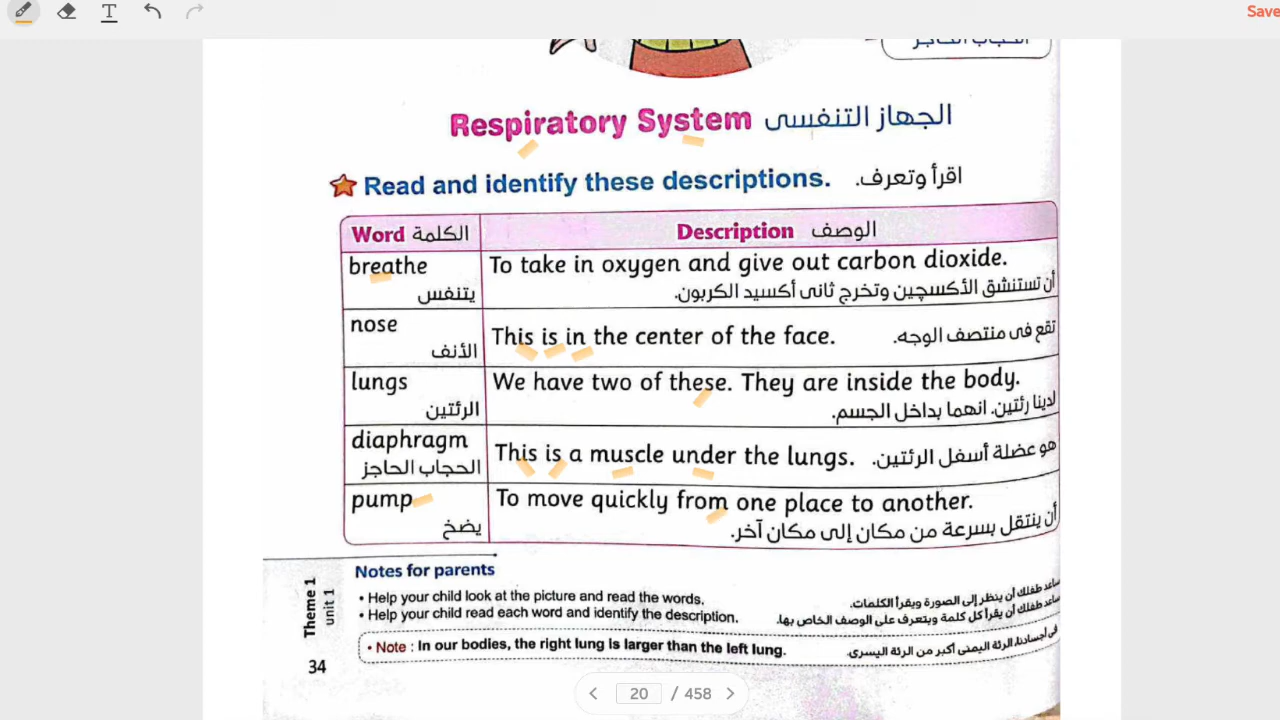 Save
الحجاب الحاجز
Respiratory System الجهاز التنفسى
Read and identify these descriptions. اقرأ وتعرف.
Word الكلمة Description الوصف
breathe To take in oxygen and give out carbon dioxide.
يتنفس أن تستنشق الأكسچين وتخرج ثانى أكسيد الكربون.
nose
الأنف This is in the center of the face. تقع فى منتصف الوجه.
lungs We have two of these. They are inside the body.
الرئتين لدينا رئتين. انهما بداخل الجسم.
diaphragm This is a muscle under the lungs. هو عضلة أسفل الرئتين.
الحجاب الحاجز
pump To move quickly from one place to another.
يضخ أن ينتقل بسرعة من مكان إلى مكان آخر.
Notes for parents
• Help your child look at the picture and read the words. ساعد طفلك أن ينظر إلى الصورة ويقرأ الكلمات.
• Help your child read each word and identify the description. ساعد طفلك أن يقرأ كل كلمة ويتعرف على الوصف الخاص بها.
• Note : In our bodies, the right lung is larger than the left lung. فى أجسادنا, الرئة اليمنى أكبر من الرئة اليسرى.
Theme 1
unit 1
34
20 / 458